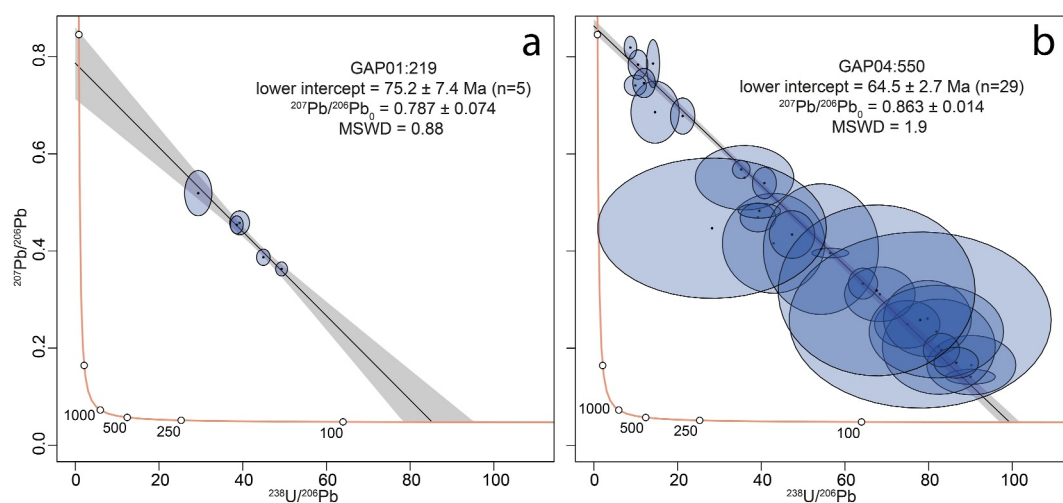 a
GAP01:219
lower intercept = 75.2 ± 7.4 Ma (n=5)
²⁰⁷Pb/²⁰⁶Pb₀ = 0.787 ± 0.074
MSWD = 0.88
²⁰⁷Pb/²⁰⁶Pb
0.8
0.6
0.4
0.2
0.0
1000
500
250
100
0 20 40 60 80 100
²³⁸U/²⁰⁶Pb
b
GAP04:550
lower intercept = 64.5 ± 2.7 Ma (n=29)
²⁰⁷Pb/²⁰⁶Pb₀ = 0.863 ± 0.014
MSWD = 1.9
1000
500
250
100
0 20 40 60 80 100
²³⁸U/²⁰⁶Pb